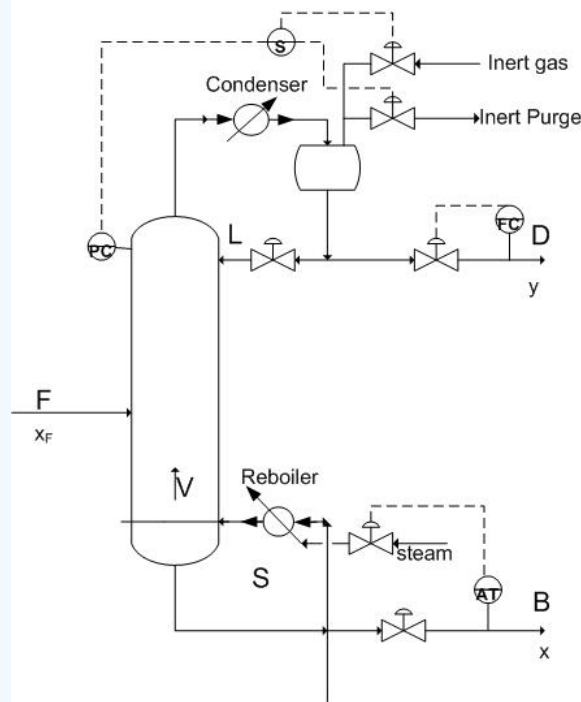 S
Inert gas
Condenser
Inert Purge
L
FC
D
PC
y
F
xF
Reboiler
V
steam
S
AT
B
x